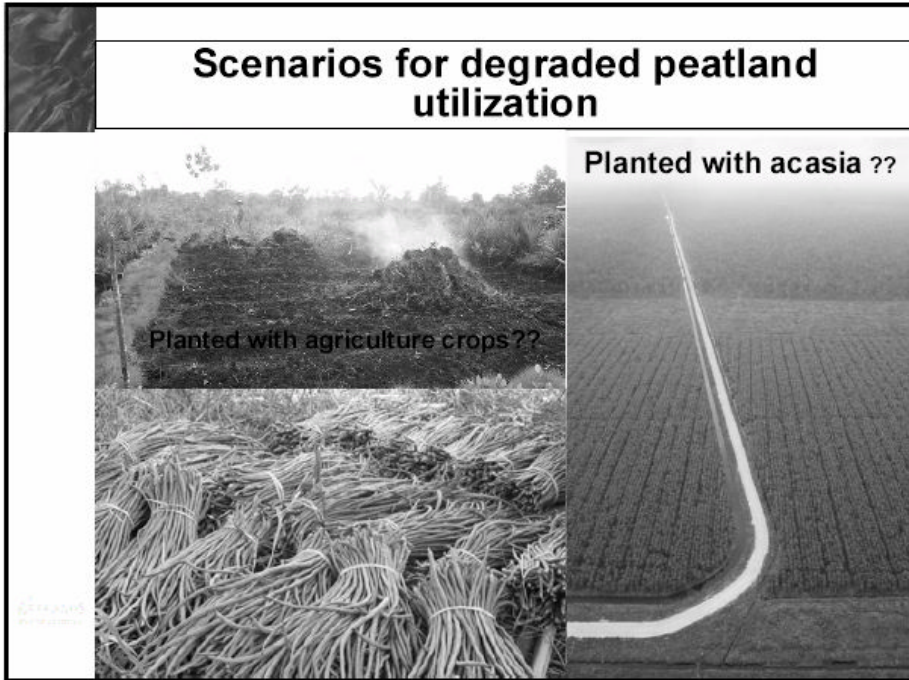 Scenarios for degraded peatland
utilization
Planted with acasia ??
Planted with agriculture crops??